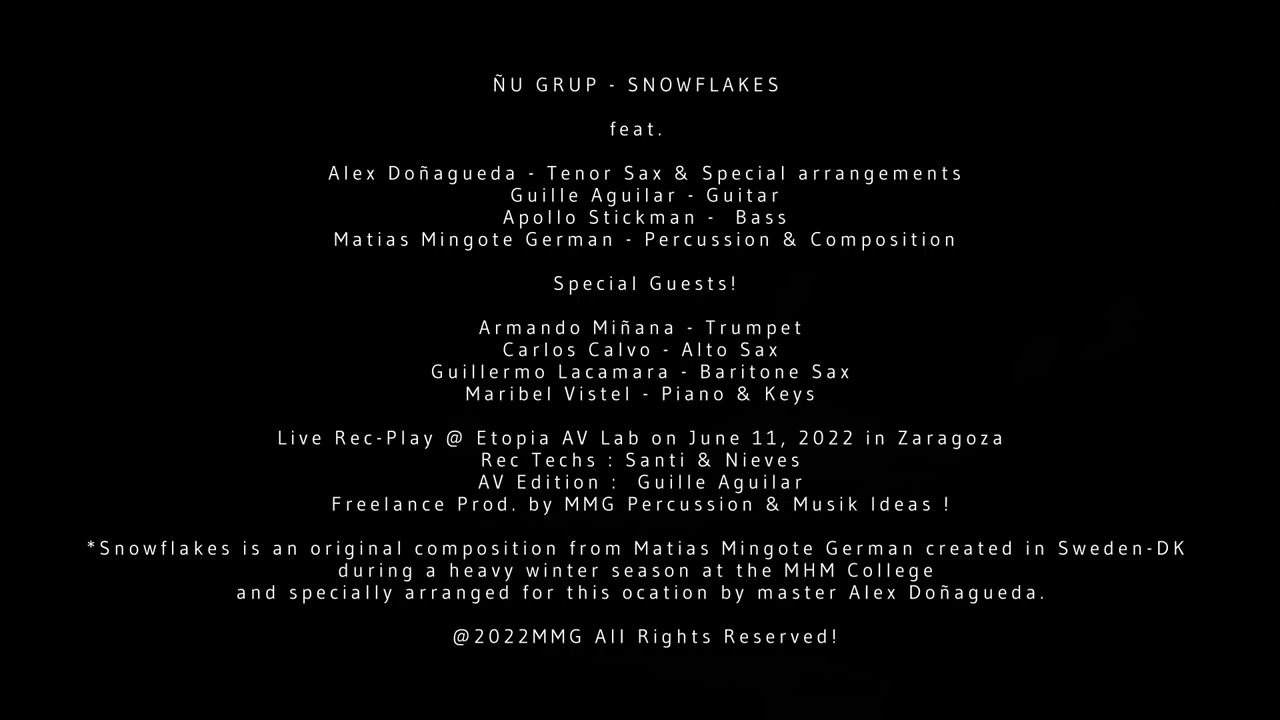 ÑU GRUP - SNOWFLAKES
feat.
Alex Doñagueda - Tenor Sax & Special arrangements
Guille Aguilar - Guitar
Apollo Stickman -  Bass
Matias Mingote German - Percussion & Composition
Special Guests!
Armando Miñana - Trumpet
Carlos Calvo - Alto Sax
Guillermo Lacamara - Baritone Sax
Maribel Vistel - Piano & Keys
Live Rec-Play @ Etopia AV Lab on June 11, 2022 in Zaragoza
Rec Techs : Santi & Nieves
AV Edition :  Guille Aguilar
Freelance Prod. by MMG Percussion & Musik Ideas !
*Snowflakes is an original composition from Matias Mingote German created in Sweden-DK
during a heavy winter season at the MHM College
and specially arranged for this ocation by master Alex Doñagueda.
@2022MMG All Rights Reserved!